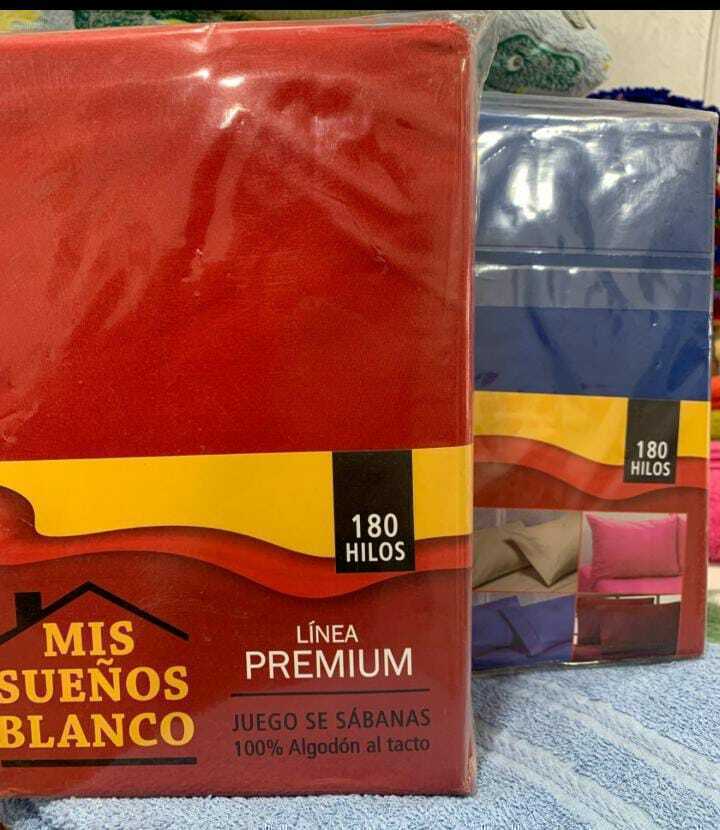 180
HILOS
180
HILOS
MIS
SUEÑOS
BLANCO
LÍNEA
PREMIUM
JUEGO SE SÁBANAS
100% Algodón al tacto